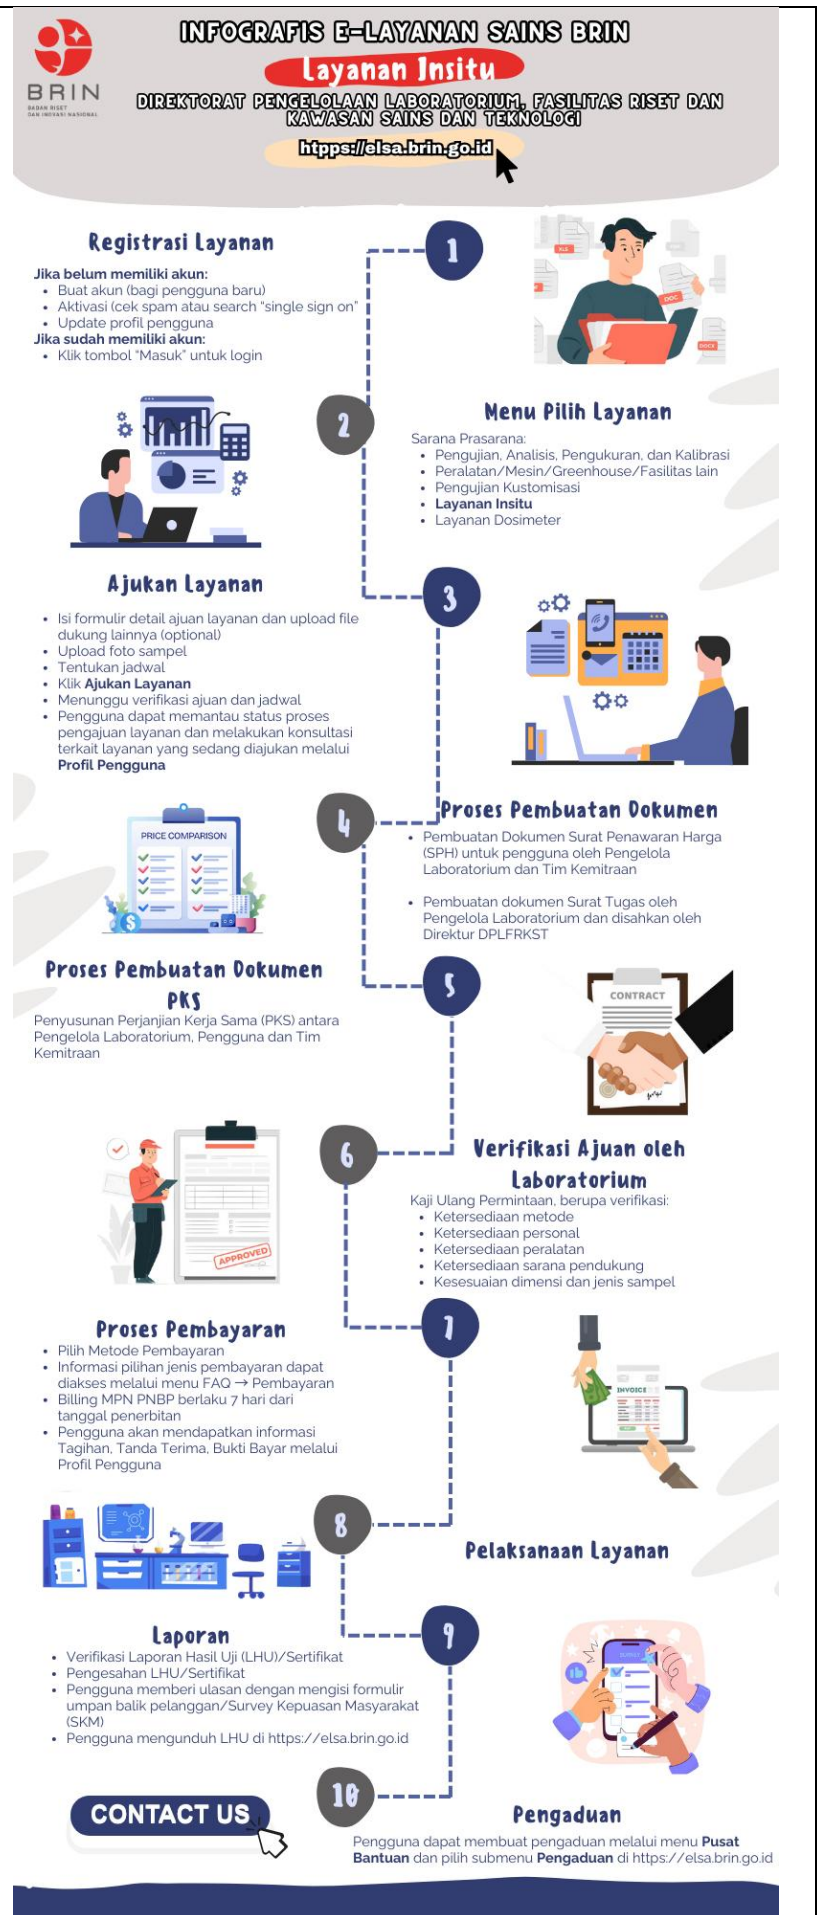 INFOGRAFIS E-LAYANAN SAINS BRIN
Layanan Insitu
BRIN
BADAN RISET
DAN INOVASI NASIONAL
DIREKTORAT PENGELOLAAN LABORATORIUM, FASILITAS RISET DAN
KAWASAN SAINS DAN TEKNOLOGI
htpps://elsa.brin.go.id
1
Registrasi Layanan
Jika belum memiliki akun:
• Buat akun (bagi pengguna baru)
• Aktivasi (cek spam atau search "single sign on"
• Update profil pengguna
Jika sudah memiliki akun:
• Klik tombol "Masuk" untuk login
XLS
DOC
DOCX
2
Menu Pilih Layanan
Sarana Prasarana:
• Pengujian, Analisis, Pengukuran, dan Kalibrasi
• Peralatan/Mesin/Greenhouse/Fasilitas lain
• Pengujian Kustomisasi
• Layanan Insitu
• Layanan Dosimeter
3
Ajukan Layanan
• Isi formulir detail ajuan layanan dan upload file
dukung lainnya (optional)
• Upload foto sampel
• Tentukan jadwal
• Klik Ajukan Layanan
• Menunggu verifikasi ajuan dan jadwal
• Pengguna dapat memantau status proses
pengajuan layanan dan melakukan konsultasi
terkait layanan yang sedang diajukan melalui
Profil Pengguna
4
Proses Pembuatan Dokumen
• Pembuatan Dokumen Surat Penawaran Harga
(SPH) untuk pengguna oleh Pengelola
Laboratorium dan Tim Kemitraan
• Pembuatan dokumen Surat Tugas oleh
Pengelola Laboratorium dan disahkan oleh
Direktur DPLFRKST
PRICE COMPARISON
$
5
Proses Pembuatan Dokumen
PKS
Penyusunan Perjanjian Kerja Sama (PKS) antara
Pengelola Laboratorium, Pengguna dan Tim
Kemitraan
CONTRACT
6
Verifikasi Ajuan oleh
Laboratorium
Kaji Ulang Permintaan, berupa verifikasi:
• Ketersediaan metode
• Ketersediaan personal
• Ketersediaan peralatan
• Ketersediaan sarana pendukung
• Kesesuaian dimensi dan jenis sampel
APPROVED
7
Proses Pembayaran
• Pilih Metode Pembayaran
• Informasi pilihan jenis pembayaran dapat
diakses melalui menu FAQ → Pembayaran
• Billing MPN PNBP berlaku 7 hari dari
tanggal penerbitan
• Pengguna akan mendapatkan informasi
Tagihan, Tanda Terima, Bukti Bayar melalui
Profil Pengguna
INVOICE
8
Pelaksanaan Layanan
9
Laporan
• Verifikasi Laporan Hasil Uji (LHU)/Sertifikat
• Pengesahan LHU/Sertifikat
• Pengguna memberi ulasan dengan mengisi formulir
umpan balik pelanggan/Survey Kepuasan Masyarakat
(SKM)
• Pengguna mengunduh LHU di https://elsa.brin.go.id
SURVEY
10
Pengaduan
Pengguna dapat membuat pengaduan melalui menu Pusat
Bantuan dan pilih submenu Pengaduan di https://elsa.brin.go.id
CONTACT US